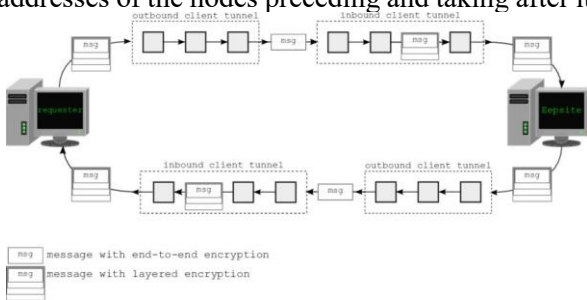 addresses of the nodes preceding and taking after it
outbound client tunnel
inbound client tunnel
msg
msg
msg
msg
requester
Eepsite
inbound client tunnel
outbound client tunnel
msg
msg
msg
msg
msg message with end-to-end encryption
msg message with layered encryption